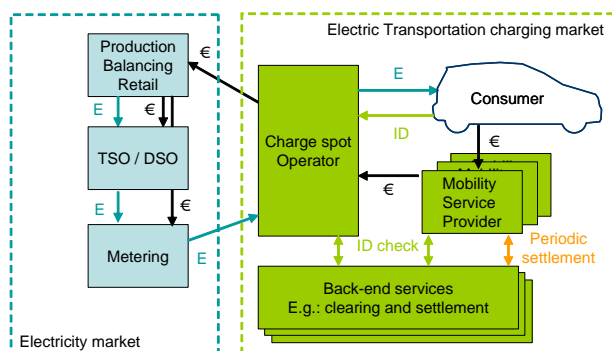 Electric Transportation charging market
Production
Balancing
Retail
€
E
E
€
Consumer
Charge spot
Operator
ID
TSO / DSO
€
€
Mobility
Service
Provider
E
€
Metering
E
ID check
Periodic
settlement
Back-end services
E.g.: clearing and settlement
Electricity market